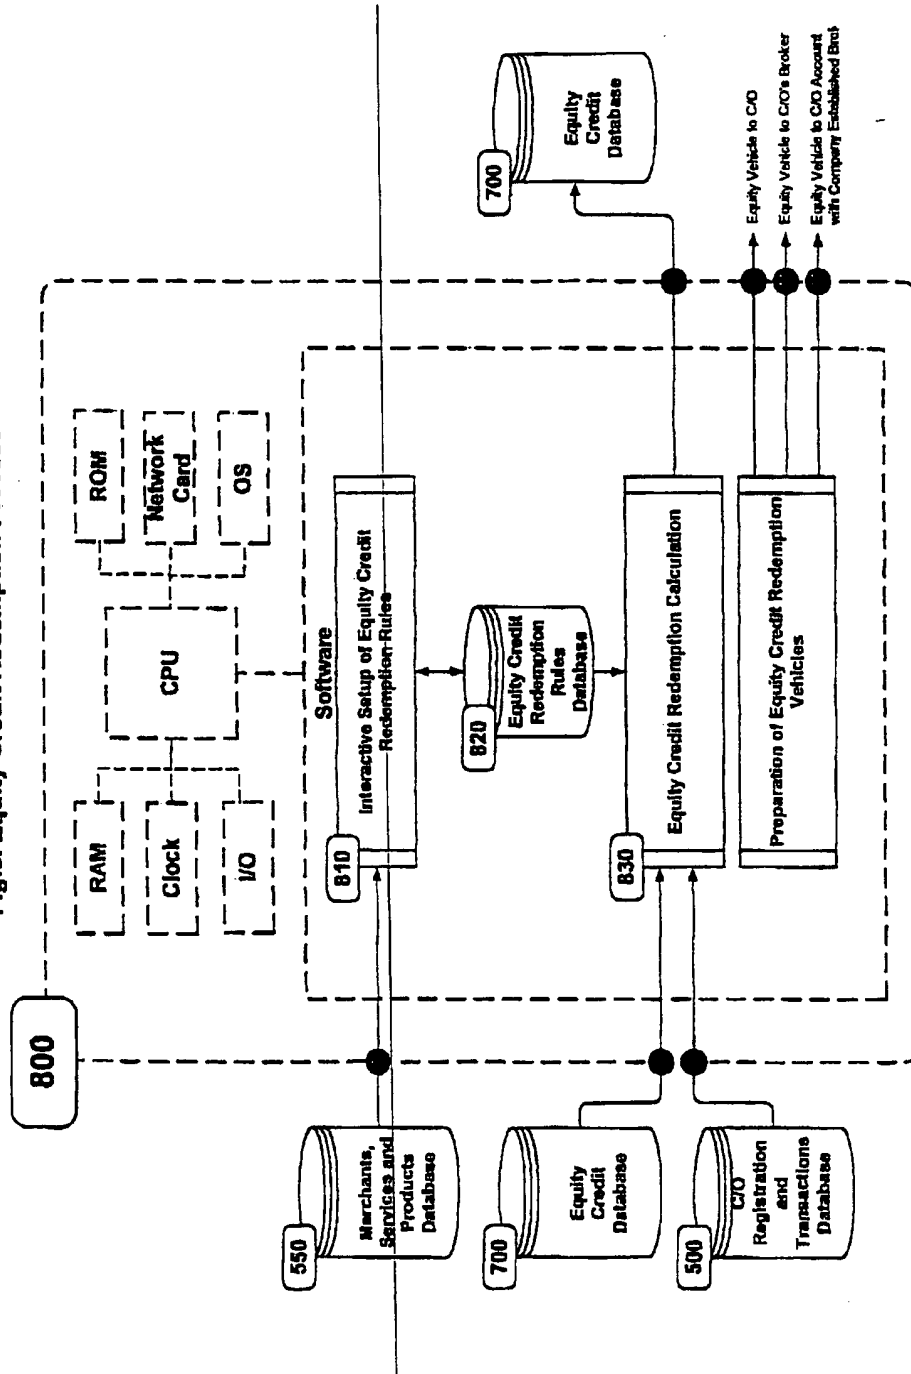 800
ROM
Network
Card
OS
CPU
RAM
Clock
I/O
Software
810
Interactive Setup of Equity Credit
Redemption Rules
820
Equity Credit
Redemption
Rules
Database
830
Equity Credit Redemption Calculation
Preparation of Equity Credit Redemption
Vehicles
550
Merchants,
Services and
Products
Database
700
Equity
Credit
Database
500
C/O
Registration
and
Transactions
Database
700
Equity
Credit
Database
Equity Vehicle to C/O
Equity Vehicle to C/O's Broker
Equity Vehicle to C/O Account
with Company Established